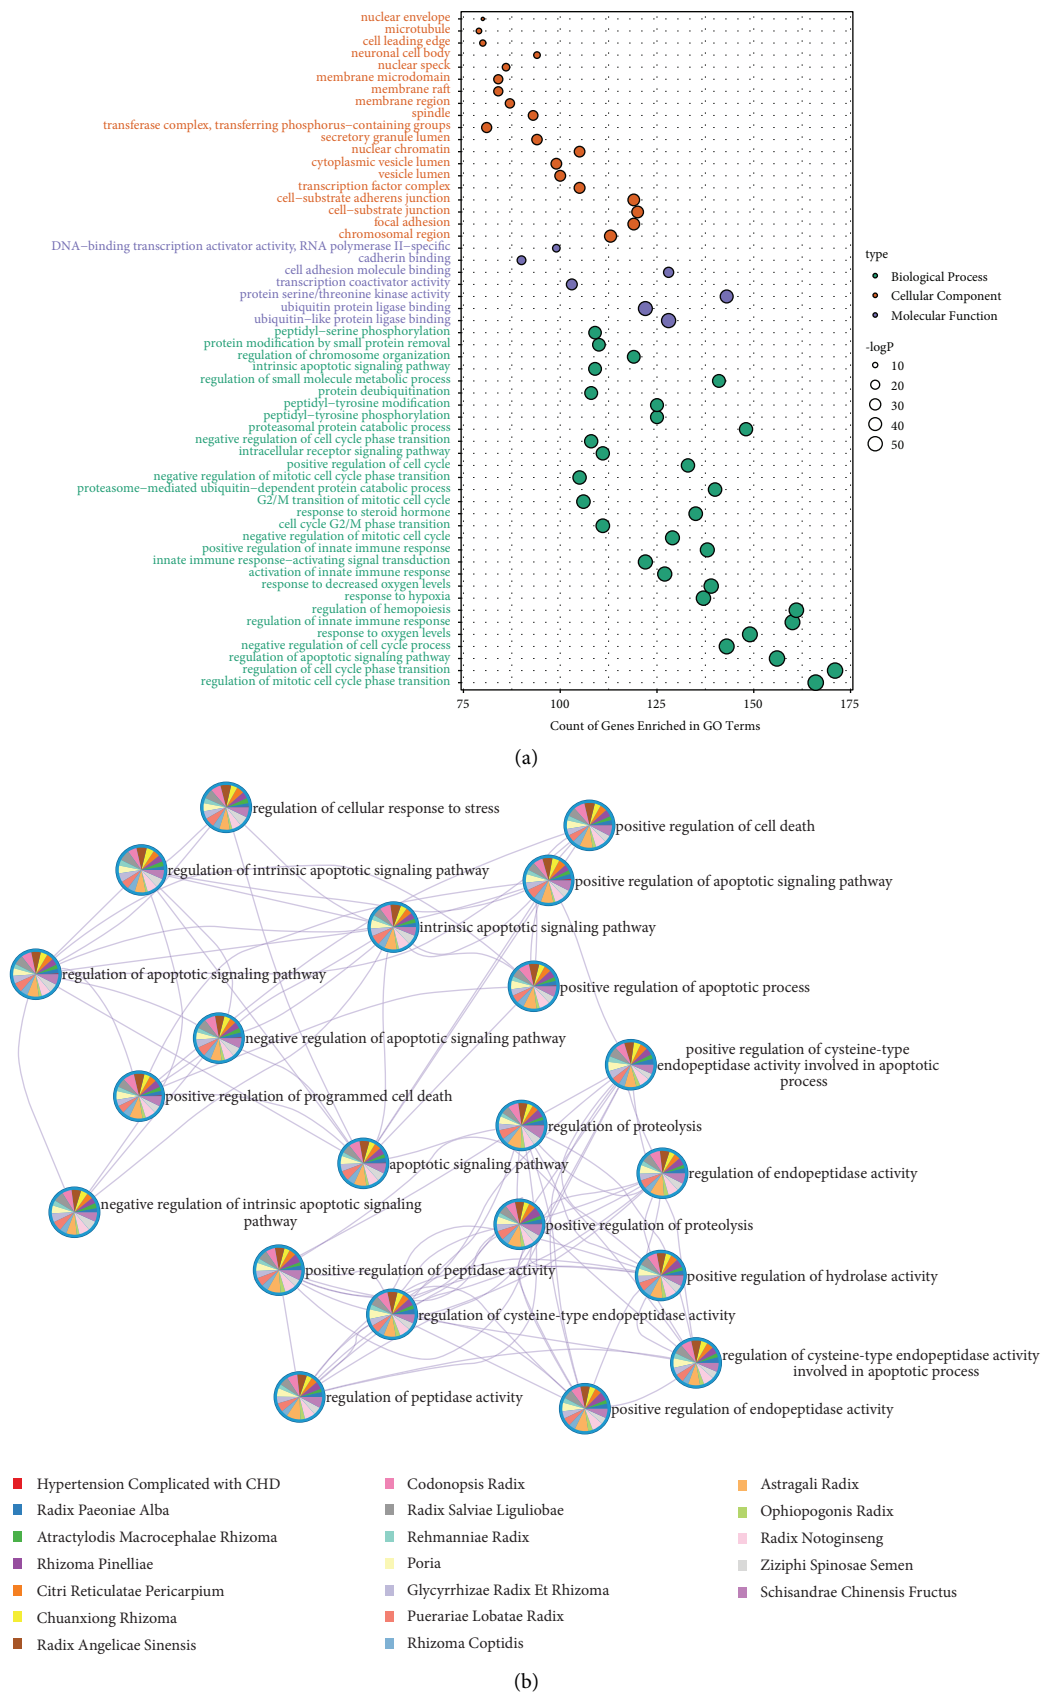 nuclear envelope
microtubule
cell leading edge
neuronal cell body
nuclear speck
membrane microdomain
membrane raft
membrane region
spindle
transferase complex, transferring phosphorus−containing groups
secretory granule lumen
nuclear chromatin
cytoplasmic vesicle lumen
vesicle lumen
transcription factor complex
cell−substrate adherens junction
cell−substrate junction
focal adhesion
chromosomal region
DNA−binding transcription activator activity, RNA polymerase II−specific
cadherin binding
cell adhesion molecule binding
transcription coactivator activity
protein serine/threonine kinase activity
ubiquitin protein ligase binding
ubiquitin−like protein ligase binding
peptidyl−serine phosphorylation
protein modification by small protein removal
regulation of chromosome organization
intrinsic apoptotic signaling pathway
regulation of small molecule metabolic process
protein deubiquitination
peptidyl−tyrosine modification
peptidyl−tyrosine phosphorylation
proteasomal protein catabolic process
negative regulation of cell cycle phase transition
intracellular receptor signaling pathway
positive regulation of cell cycle
negative regulation of mitotic cell cycle phase transition
proteasome−mediated ubiquitin−dependent protein catabolic process
G2/M transition of mitotic cell cycle
response to steroid hormone
cell cycle G2/M phase transition
negative regulation of mitotic cell cycle
positive regulation of innate immune response
innate immune response−activating signal transduction
activation of innate immune response
response to decreased oxygen levels
response to hypoxia
regulation of hemopoiesis
regulation of innate immune response
response to oxygen levels
negative regulation of cell cycle process
regulation of apoptotic signaling pathway
regulation of cell cycle phase transition
regulation of mitotic cell cycle phase transition
75 100 125 150 175
Count of Genes Enriched in GO Terms
type
Biological Process
Cellular Component
Molecular Function
-logP
10
20
30
40
50
(a)
regulation of cellular response to stress
positive regulation of cell death
regulation of intrinsic apoptotic signaling pathway
positive regulation of apoptotic signaling pathway
intrinsic apoptotic signaling pathway
regulation of apoptotic signaling pathway
positive regulation of apoptotic process
negative regulation of apoptotic signaling pathway
positive regulation of cysteine-type
endopeptidase activity involved in apoptotic
process
positive regulation of programmed cell death
regulation of proteolysis
apoptotic signaling pathway
regulation of endopeptidase activity
negative regulation of intrinsic apoptotic signaling
pathway
positive regulation of proteolysis
positive regulation of peptidase activity
positive regulation of hydrolase activity
regulation of cysteine-type endopeptidase activity
regulation of cysteine-type endopeptidase activity
involved in apoptotic process
regulation of peptidase activity
positive regulation of endopeptidase activity
Hypertension Complicated with CHD
Radix Paeoniae Alba
Atractylodis Macrocephalae Rhizoma
Rhizoma Pinelliae
Citri Reticulatae Pericarpium
Chuanxiong Rhizoma
Radix Angelicae Sinensis
Codonopsis Radix
Radix Salviae Liguliobae
Rehmanniae Radix
Poria
Glycyrrhizae Radix Et Rhizoma
Puerariae Lobatae Radix
Rhizoma Coptidis
Astragali Radix
Ophiopogonis Radix
Radix Notoginseng
Ziziphi Spinosae Semen
Schisandrae Chinensis Fructus
(b)